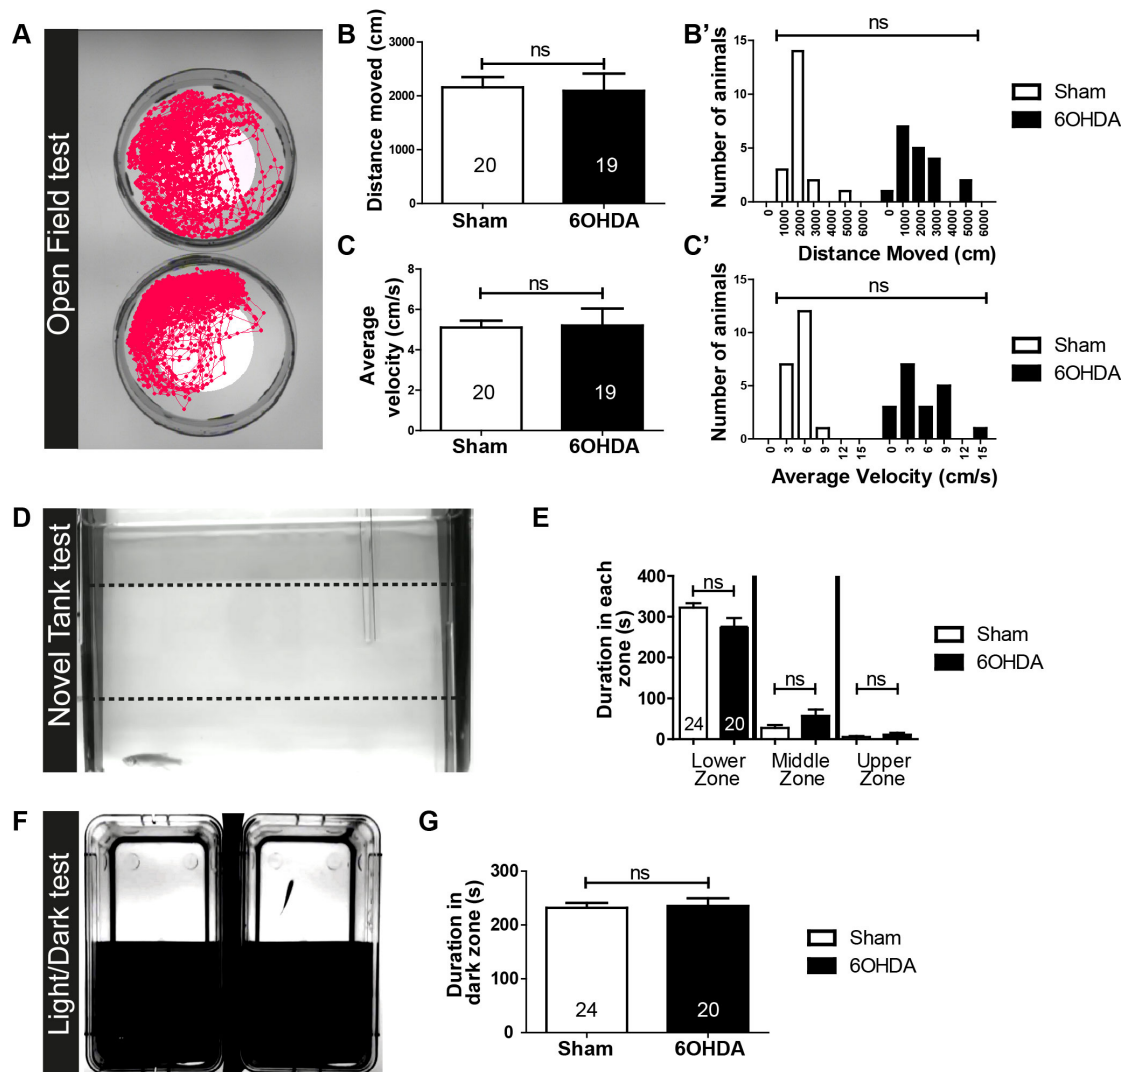 A
Open Field test
B
Distance moved (cm)
3000
2000
1000
0
ns
20
19
Sham
6OHDA
B’
Number of animals
15
10
5
0
ns
0
1000
2000
3000
4000
5000
6000
0
1000
2000
3000
4000
5000
6000
Distance Moved (cm)
Sham
6OHDA
C
Average
velocity (cm/s)
8
6
4
2
0
ns
20
19
Sham
6OHDA
C’
Number of animals
15
10
5
0
ns
0
3
6
9
12
15
0
3
6
9
12
15
Average Velocity (cm/s)
Sham
6OHDA
D
Novel Tank test
E
Duration in each
zone (s)
400
300
200
100
0
ns
ns
ns
24
20
Lower
Zone
Middle
Zone
Upper
Zone
Sham
6OHDA
F
Light/Dark test
G
Duration in
dark zone (s)
300
200
100
0
ns
24
20
Sham
6OHDA
Sham
6OHDA